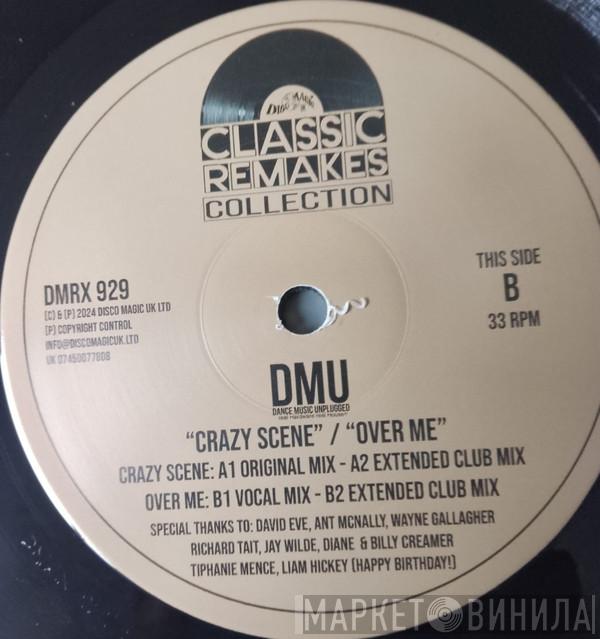 CLASSIC
REMAKES
COLLECTION
DMRX 929
(C) & (P) 2024 DISCO MAGIC UK LTD
(P) COPYRIGHT CONTROL
INFO@DISCOMAGICUK.LTD
UK 07450077808
THIS SIDE
B
33 RPM
DMU
DANCE MUSIC UNPLUGGED
"CRAZY SCENE" / "OVER ME"
CRAZY SCENE: A1 ORIGINAL MIX - A2 EXTENDED CLUB MIX
OVER ME: B1 VOCAL MIX - B2 EXTENDED CLUB MIX
SPECIAL THANKS TO: DAVID EVE, ANT MCNALLY, WAYNE GALLAGHER
RICHARD TAIT, JAY WILDE, DIANE & BILLY CREAMER
TIPHANIE MENCE, LIAM HICKEY (HAPPY BIRTHDAY!]
МАРКЕТ ВИНИЛА